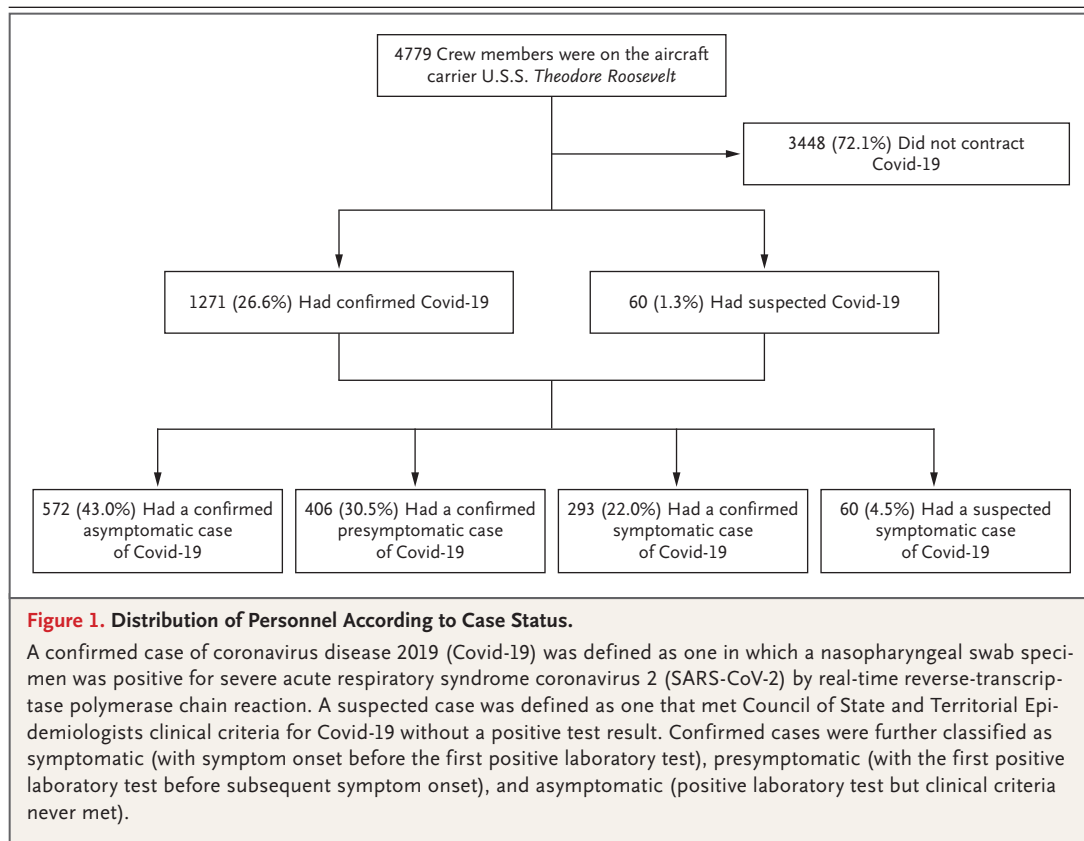 4779 Crew members were on the aircraft
carrier U.S.S. Theodore Roosevelt
3448 (72.1%) Did not contract
Covid-19
1271 (26.6%) Had confirmed Covid-19
60 (1.3%) Had suspected Covid-19
572 (43.0%) Had a confirmed
asymptomatic case
of Covid-19
406 (30.5%) Had a confirmed
presymptomatic case
of Covid-19
293 (22.0%) Had a confirmed
symptomatic case
of Covid-19
60 (4.5%) Had a suspected
symptomatic case
of Covid-19
Figure 1. Distribution of Personnel According to Case Status.
A confirmed case of coronavirus disease 2019 (Covid-19) was defined as one in which a nasopharyngeal swab speci-
men was positive for severe acute respiratory syndrome coronavirus 2 (SARS-CoV-2) by real-time reverse-transcrip-
tase polymerase chain reaction. A suspected case was defined as one that met Council of State and Territorial Epi-
demiologists clinical criteria for Covid-19 without a positive test result. Confirmed cases were further classified as
symptomatic (with symptom onset before the first positive laboratory test), presymptomatic (with the first positive
laboratory test before subsequent symptom onset), and asymptomatic (positive laboratory test but clinical criteria
never met).